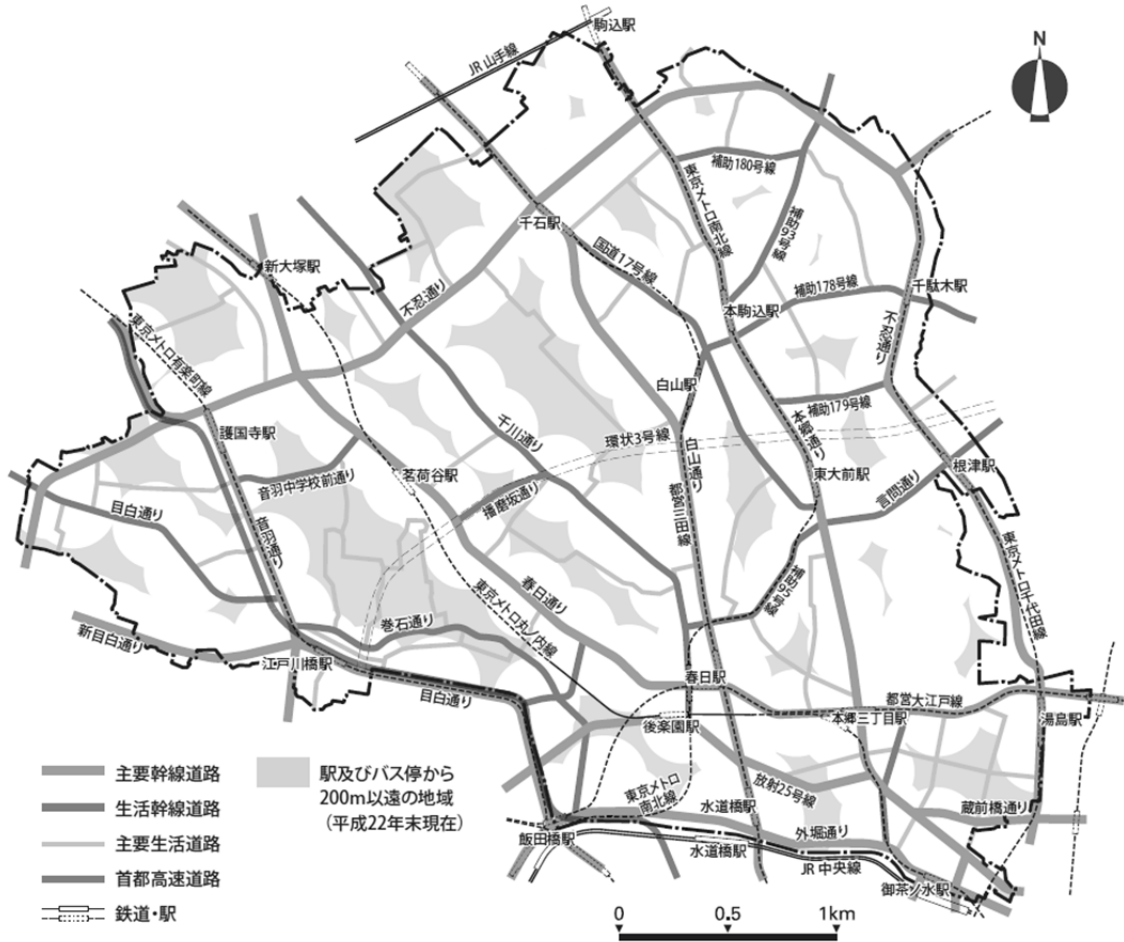 駒込駅
N
JR山手線
補助180号線
東京メトロ南北線
補助93号線
千石駅
国道17号線
新大塚駅
不忍通り
補助178号線
千駄木駅
本駒込駅
不忍通り
東京メトロ有楽町線
白山駅
補助179号線
護国寺駅
千川通り
環状3号線
白山通り
本郷通り
東大前駅
根津駅
茗荷谷駅
音羽中学校前通り
播磨坂通り
言問通り
目白通り
音羽通り
都営三田線
東京メトロ千代田線
補助95号線
春日通り
東京メトロ丸ノ内線
巻石通り
新目白通り
江戸川橋駅
目白通り
春日駅
都営大江戸線
本郷三丁目駅
湯島駅
後楽園駅
放射25号線
東京メトロ
南北線
水道橋駅
蔵前橋通り
外堀通り
飯田橋駅
水道橋駅
JR中央線
御茶ノ水駅
主要幹線道路
生活幹線道路
主要生活道路
首都高速道路
鉄道・駅
駅及びバス停から
200m以遠の地域
（平成22年末現在）
0 0.5 1km